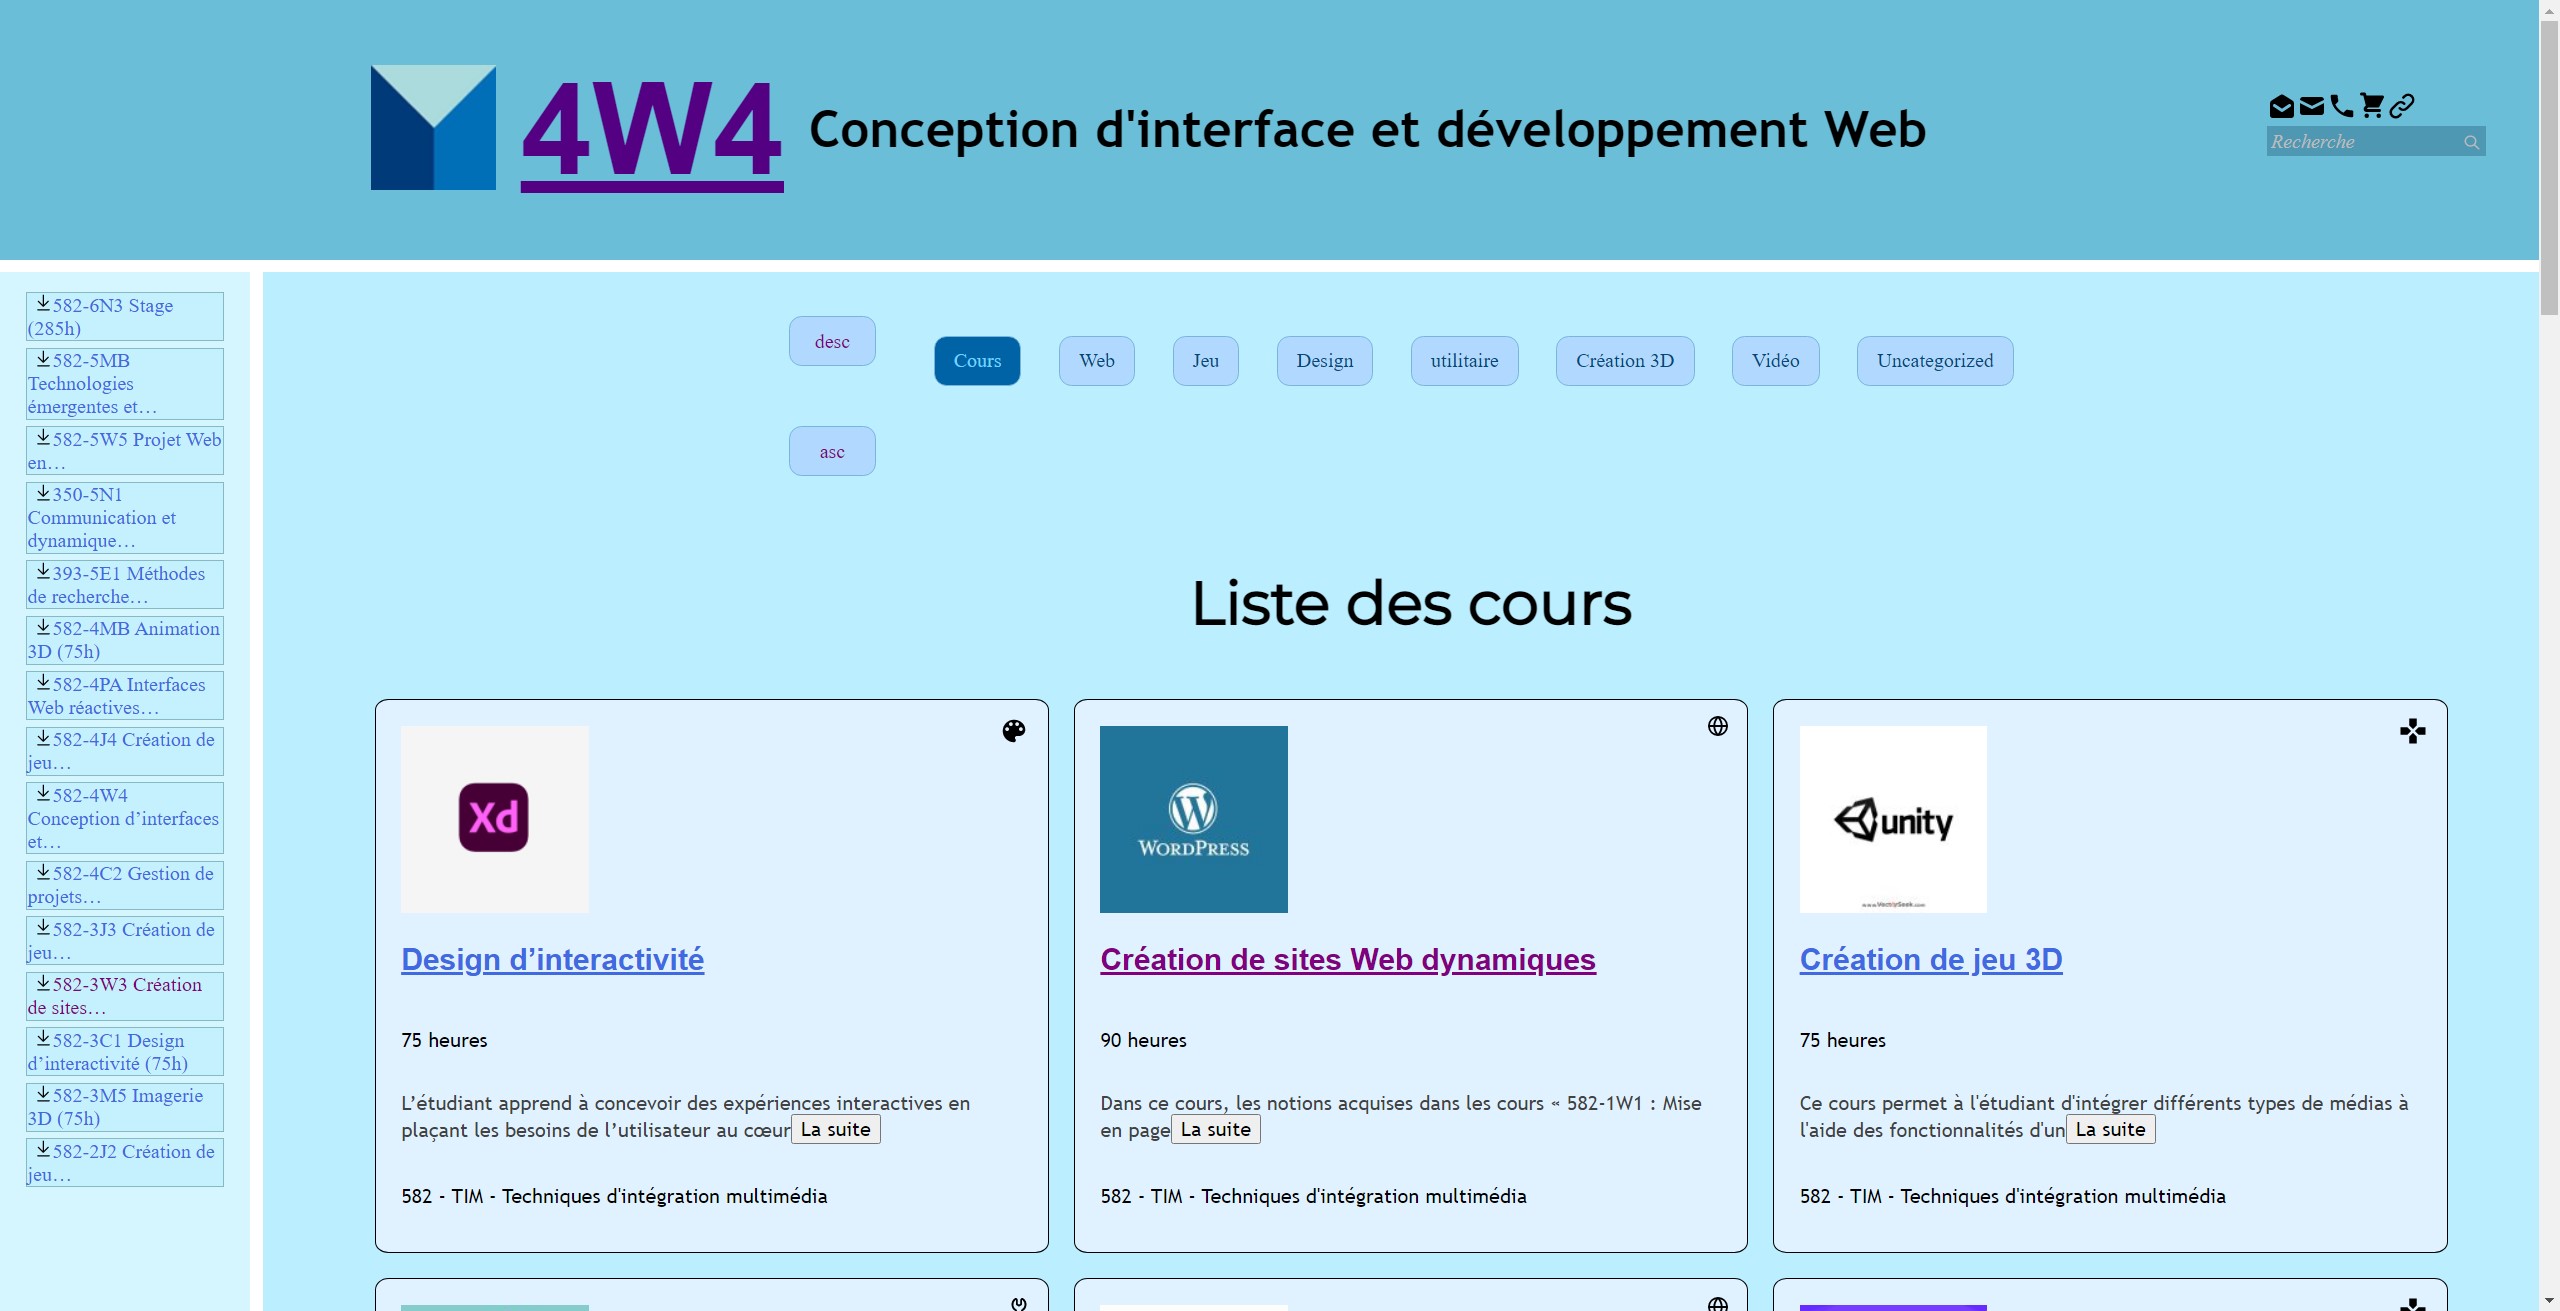 4W4
Conception d'interface et développement Web
Recherche
582-6N3 Stage
(285h)
582-5MB
Technologies
émergentes et…
582-5W5 Projet Web
en…
350-5N1
Communication et
dynamique…
393-5E1 Méthodes
de recherche…
582-4MB Animation
3D (75h)
582-4PA Interfaces
Web réactives…
582-4J4 Création de
jeu…
582-4W4
Conception d’interfaces
et…
582-4C2 Gestion de
projets…
582-3J3 Création de
jeu…
582-3W3 Création
de sites…
582-3C1 Design
d’interactivité (75h)
582-3M5 Imagerie
3D (75h)
582-2J2 Création de
jeu…
desc
asc
Cours Web Jeu Design utilitaire Création 3D Vidéo Uncategorized
Liste des cours
Xd
Design d’interactivité
75 heures
L’étudiant apprend à concevoir des expériences interactives en
plaçant les besoins de l’utilisateur au cœur La suite
582 - TIM - Techniques d'intégration multimédia
WORDPRESS
Création de sites Web dynamiques
90 heures
Dans ce cours, les notions acquises dans les cours « 582-1W1 : Mise
en page La suite
582 - TIM - Techniques d'intégration multimédia
unity
www.VectorSeek.com
Création de jeu 3D
75 heures
Ce cours permet à l'étudiant d'intégrer différents types de médias à
l'aide des fonctionnalités d'un La suite
582 - TIM - Techniques d'intégration multimédia